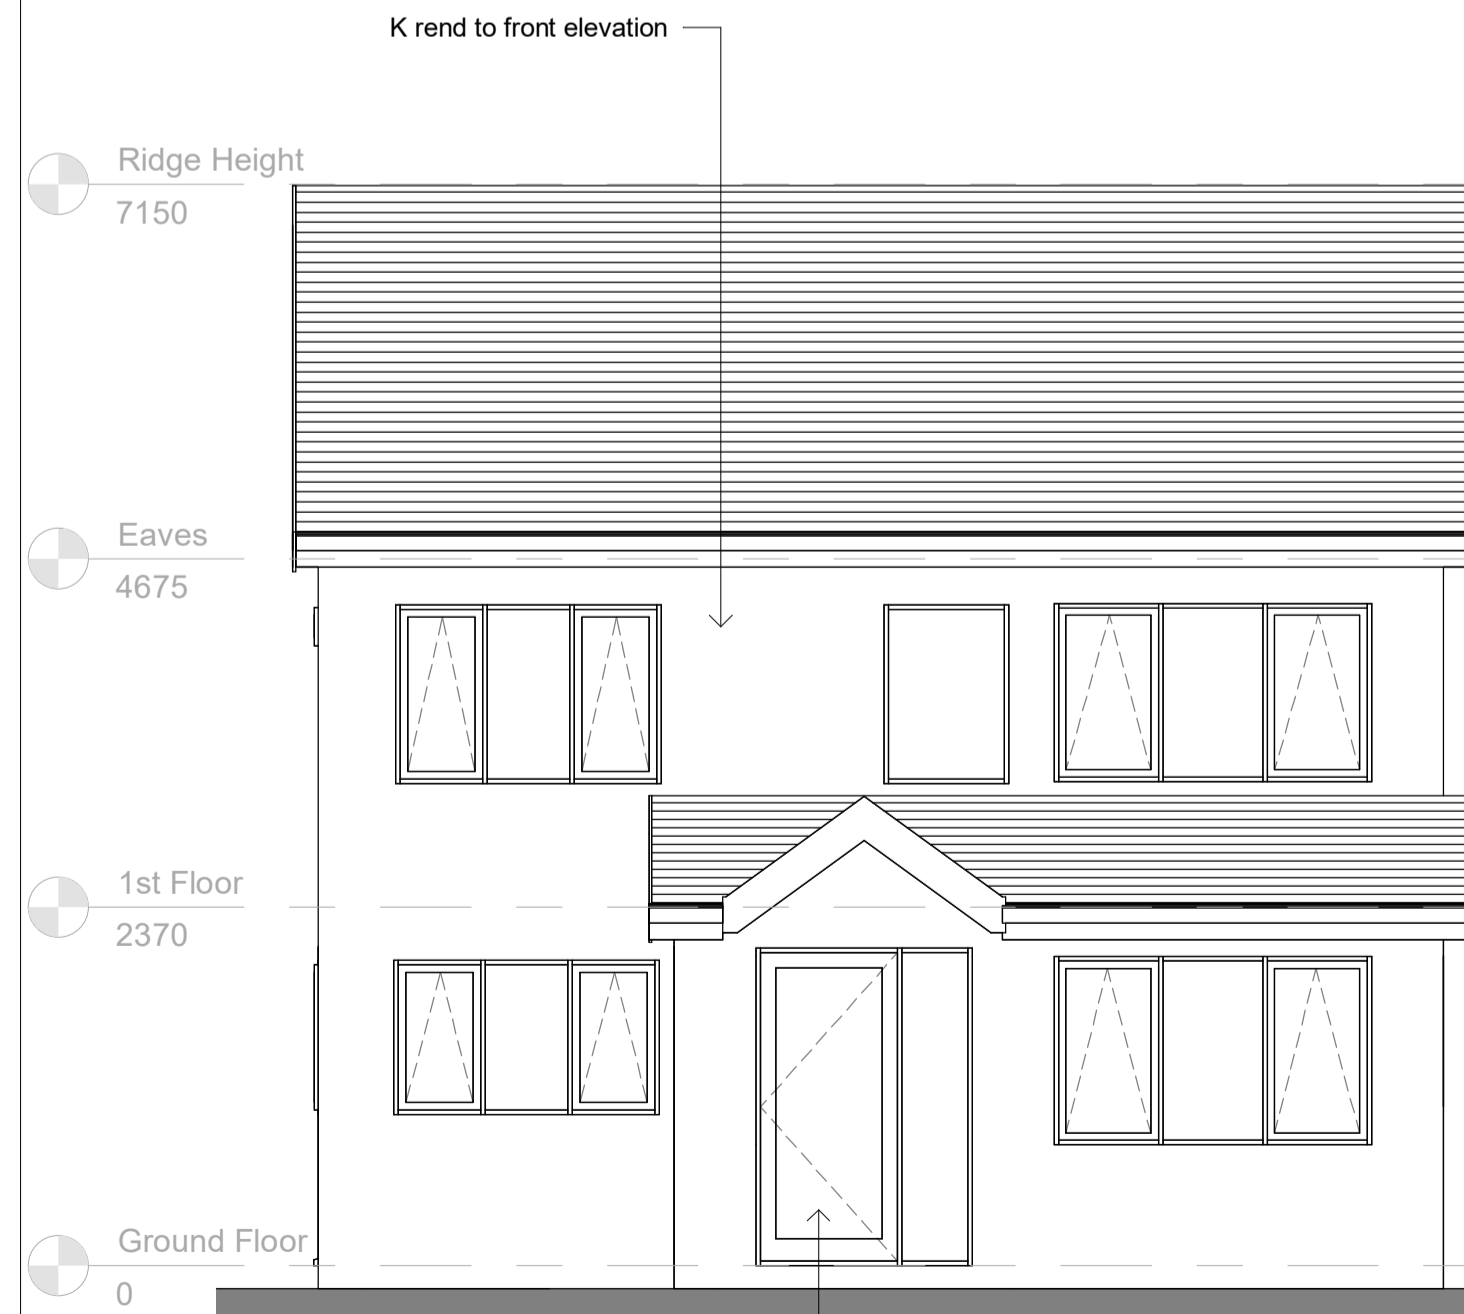 K rend to front elevation
Ridge Height
7150
Eaves
4675
1st Floor
2370
Ground Floor
0